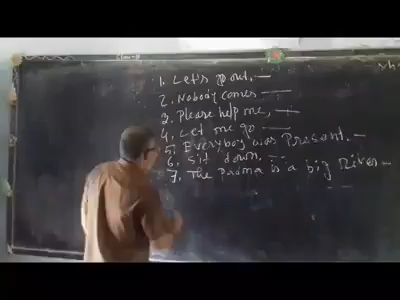 1. Let's go out,—
2. Nobody comes —
3. Please help me, —
4. Let me go —
5. Everyboy was Present. —
6. Sit down, --
7. The Padma is a big River —